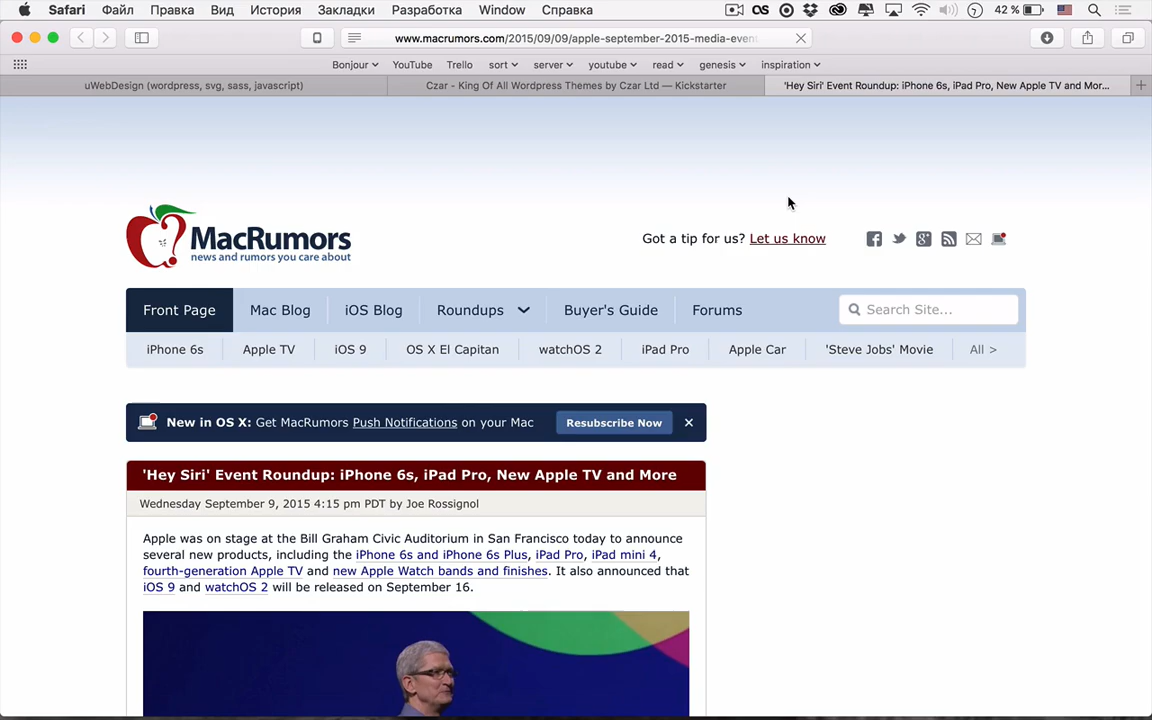 Safari Файл Правка Вид История Закладки Разработка Window Справка 42 %
www.macrumors.com/2015/09/09/apple-september-2015-media-event
Bonjour YouTube Trello sort server youtube read genesis inspiration
uWebDesign (wordpress, svg, sass, javascript) Czar - King Of All Wordpress Themes by Czar Ltd — Kickstarter 'Hey Siri' Event Roundup: iPhone 6s, iPad Pro, New Apple TV and Mor...
MacRumors
news and rumors you care about
Got a tip for us? Let us know
Front Page Mac Blog iOS Blog Roundups Buyer's Guide Forums Search Site...
iPhone 6s Apple TV iOS 9 OS X El Capitan watchOS 2 iPad Pro Apple Car 'Steve Jobs' Movie All >
New in OS X: Get MacRumors Push Notifications on your Mac Resubscribe Now
'Hey Siri' Event Roundup: iPhone 6s, iPad Pro, New Apple TV and More
Wednesday September 9, 2015 4:15 pm PDT by Joe Rossignol
Apple was on stage at the Bill Graham Civic Auditorium in San Francisco today to announce
several new products, including the iPhone 6s and iPhone 6s Plus, iPad Pro, iPad mini 4,
fourth-generation Apple TV and new Apple Watch bands and finishes. It also announced that
iOS 9 and watchOS 2 will be released on September 16.